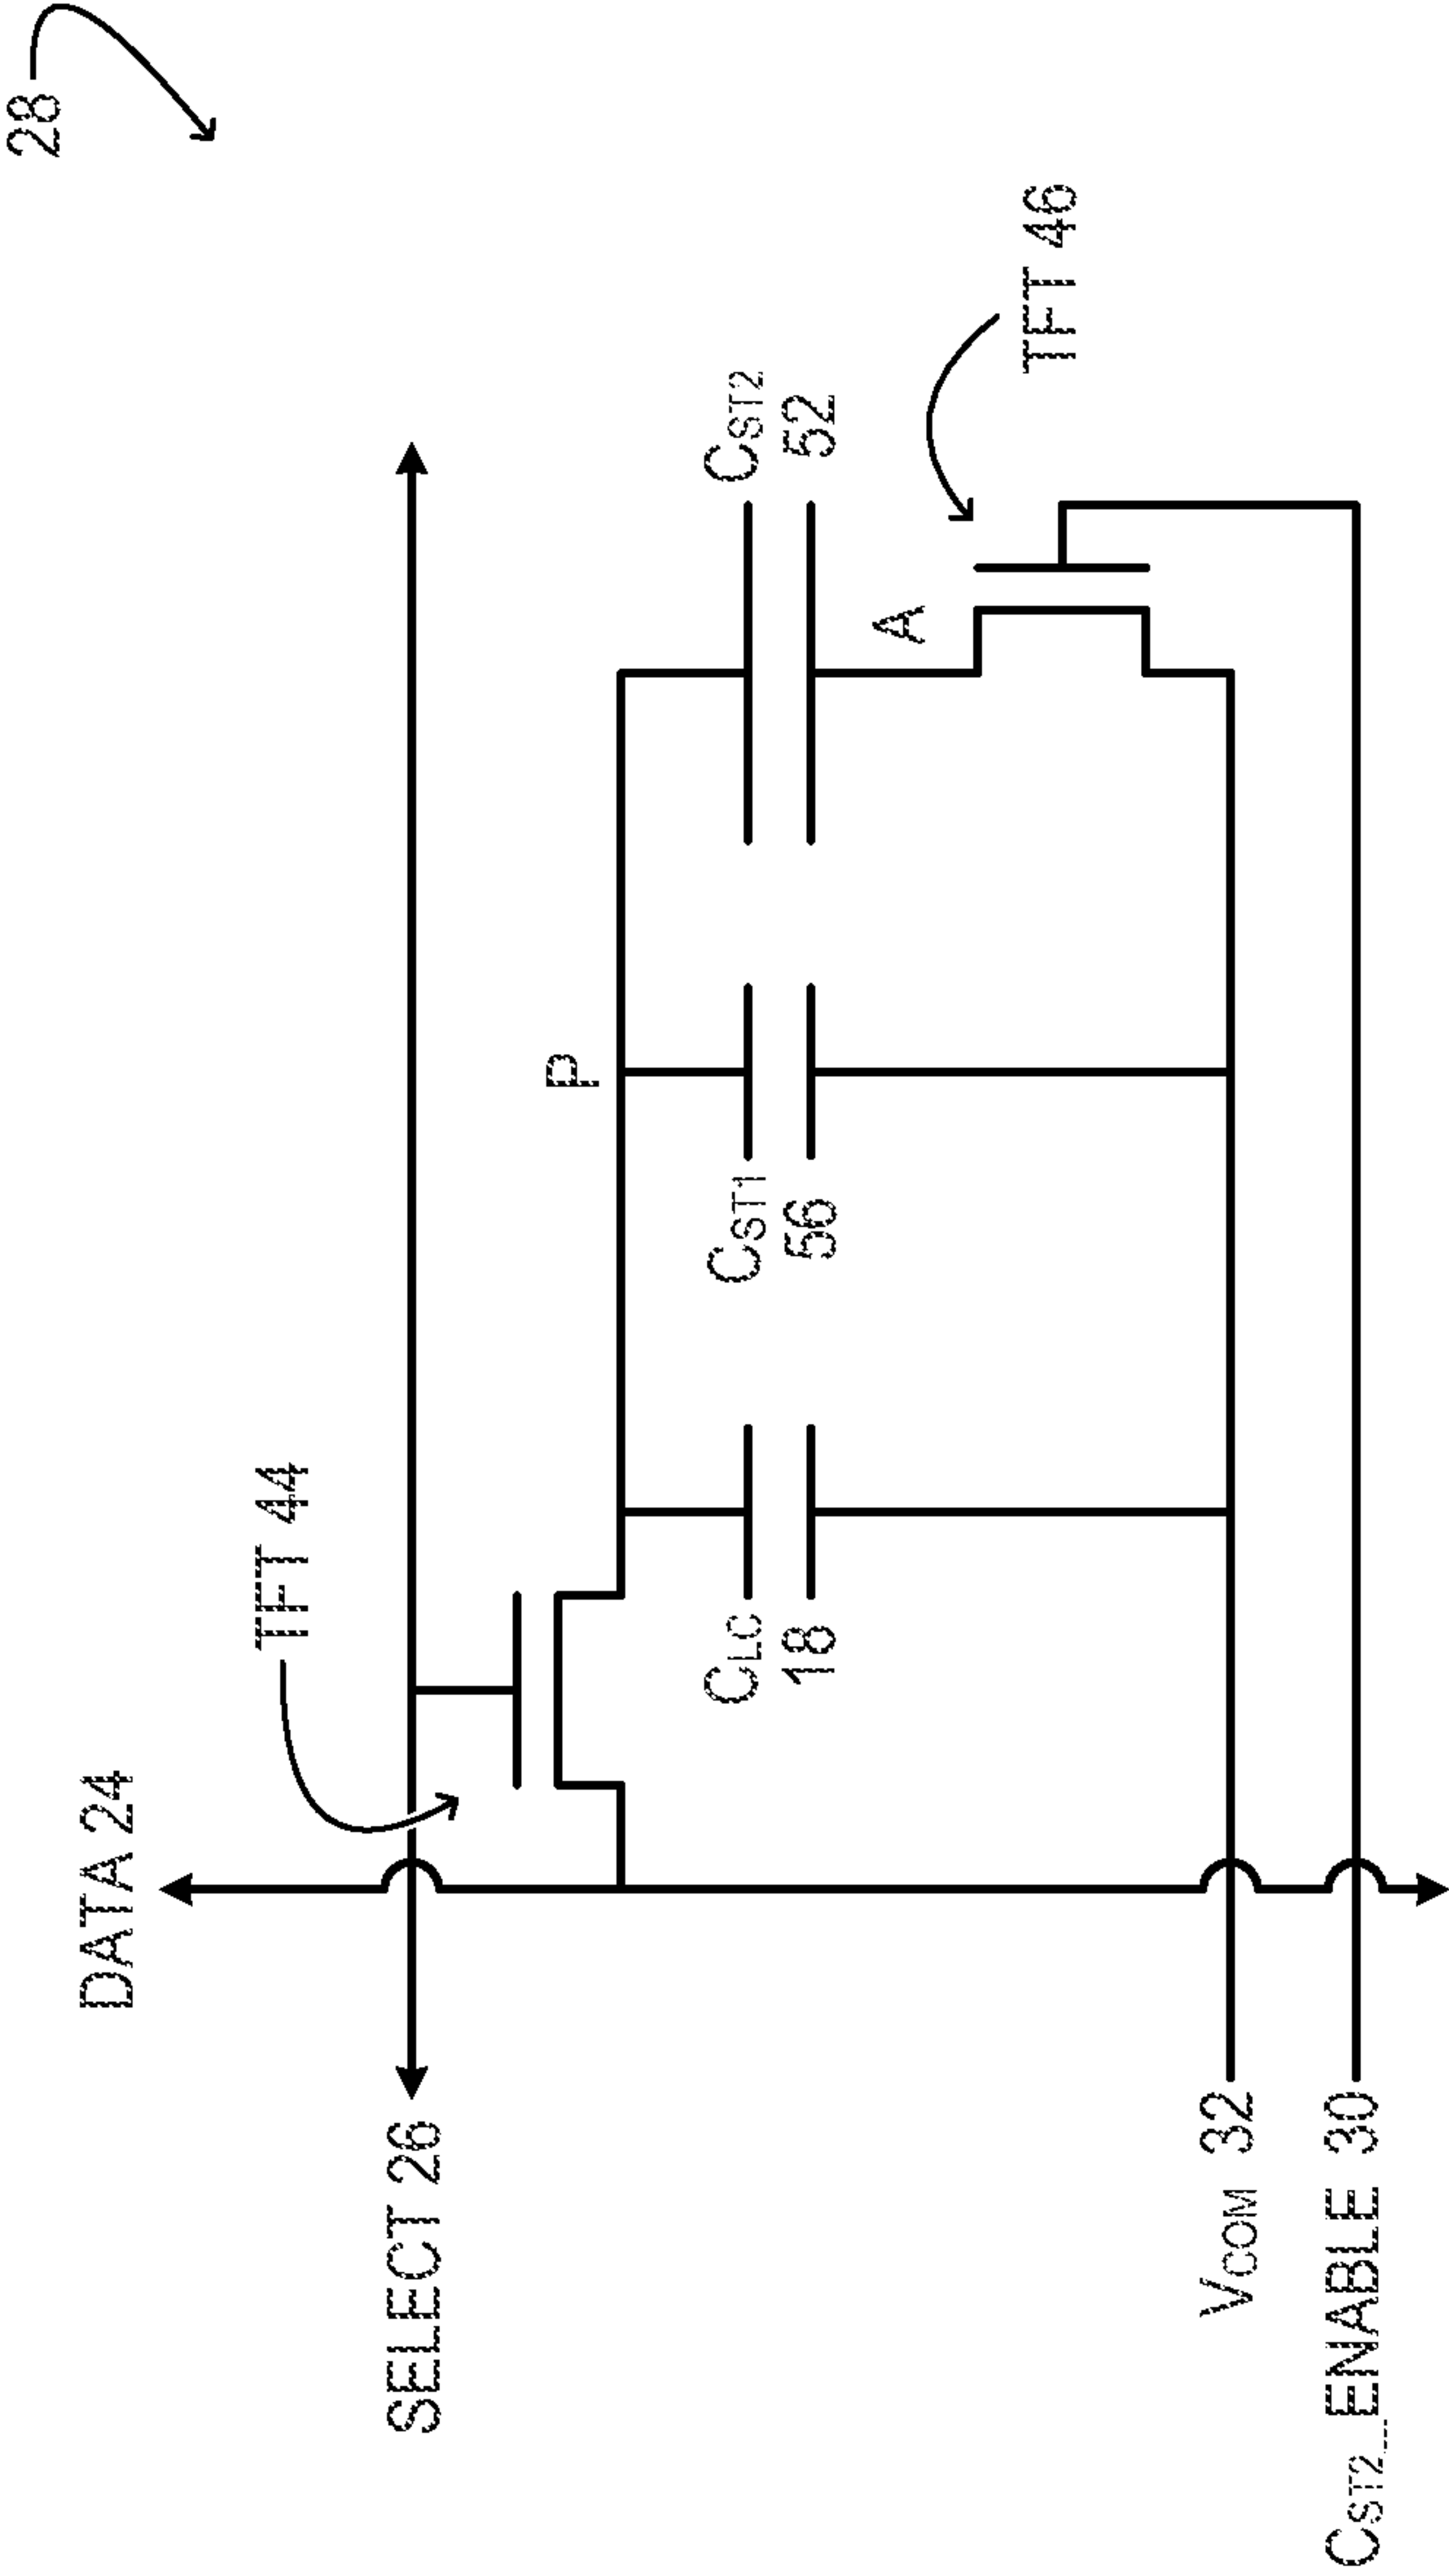 28
DATA 24
TFT 44
SELECT 26
P
CLC
18
CST1
56
CST2
52
A
TFT 46
VCOM 32
CST2_ENABLE 30